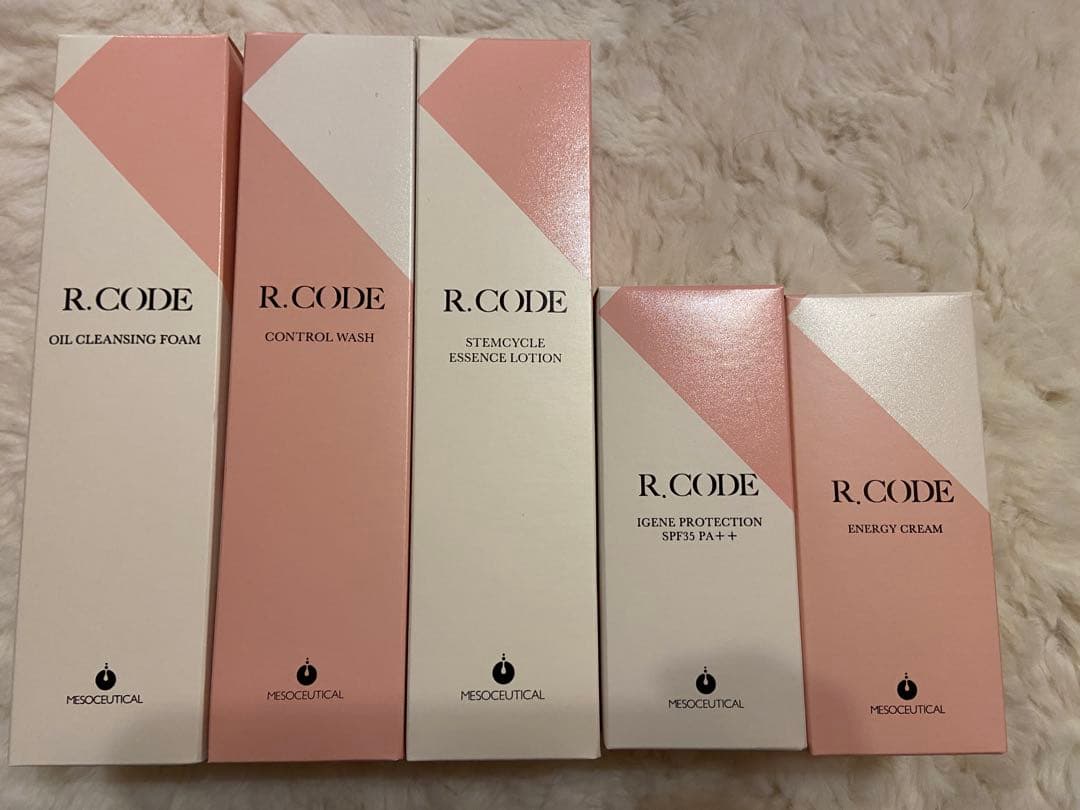 R.CODE
OIL CLEANSING FOAM
MESOCEUTICAL
R.CODE
CONTROL WASH
MESOCEUTICAL
R.CODE
STEMCYCLE
ESSENCE LOTION
MESOCEUTICAL
R.CODE
IGENE PROTECTION
SPF35 PA++
MESOCEUTICAL
R.CODE
ENERGY CREAM
MESOCEUTICAL